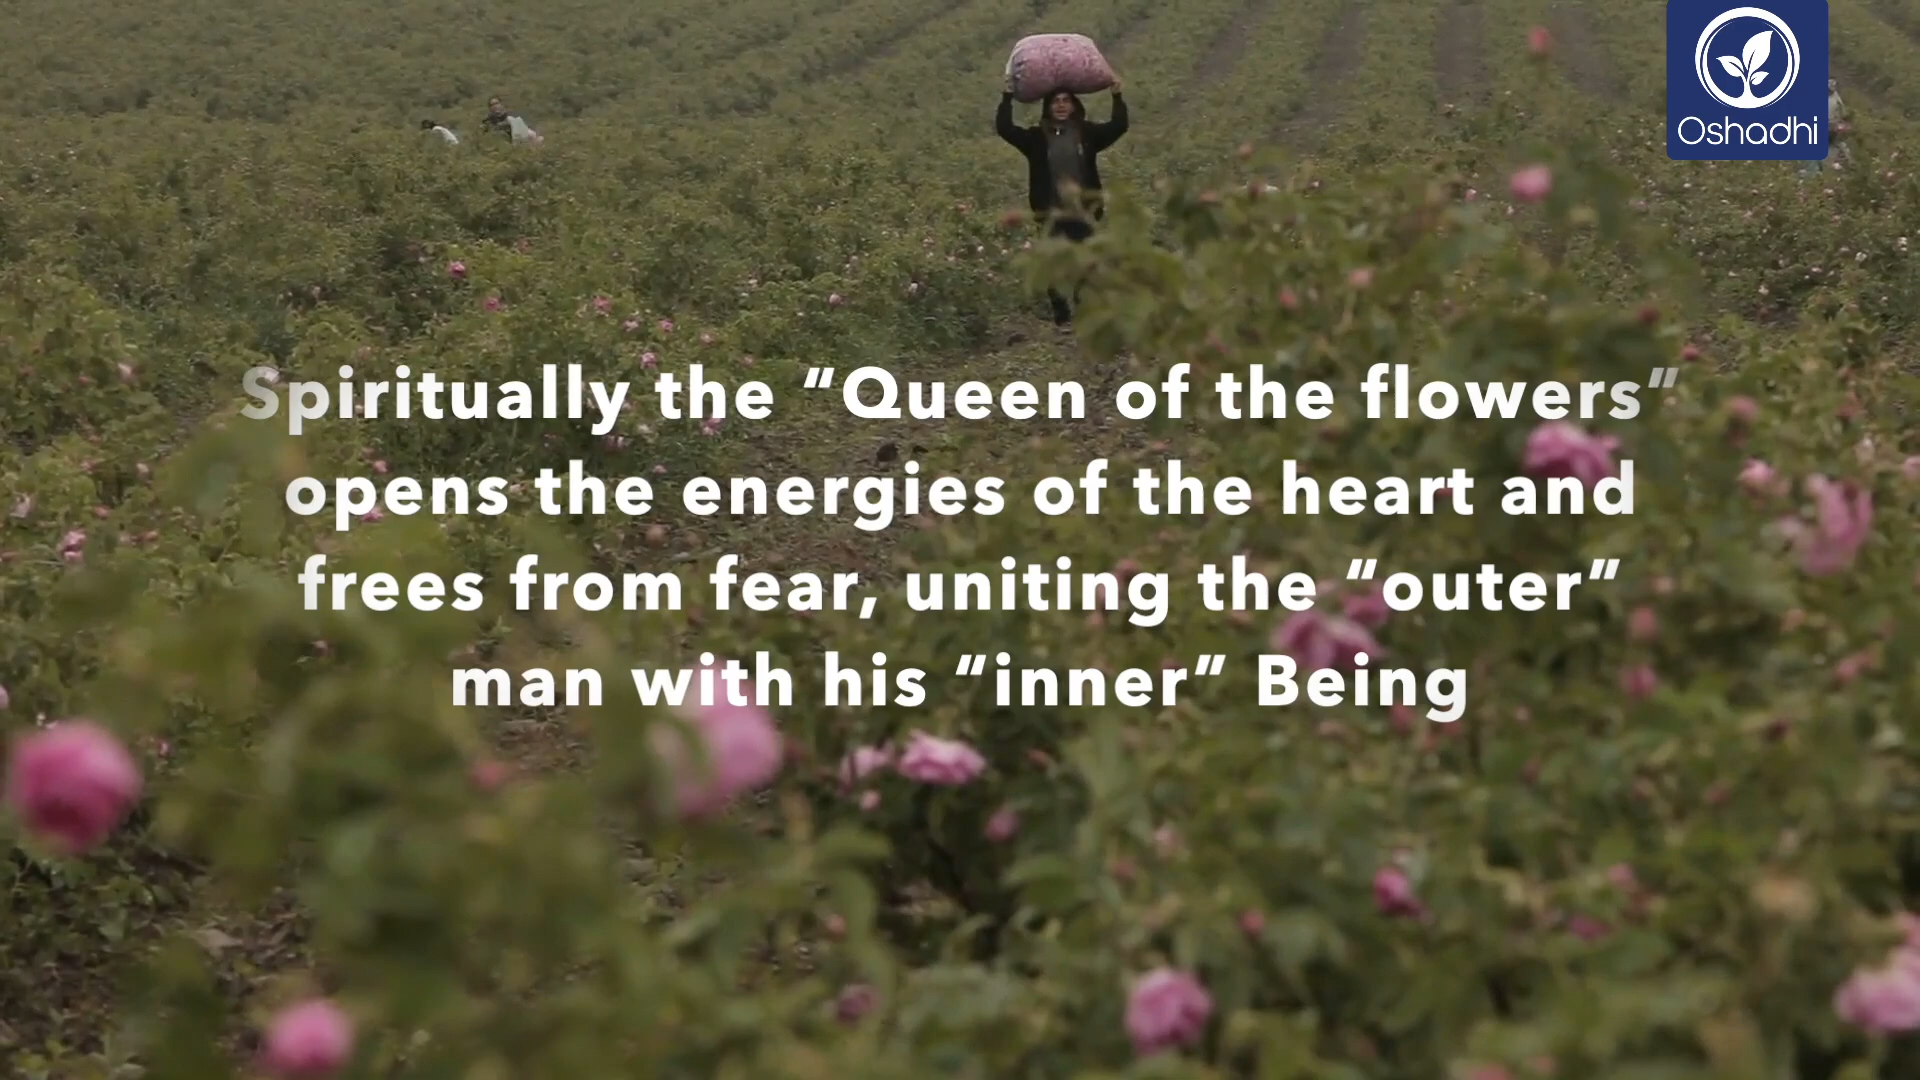 Oshadhi
Spiritually the “Queen of the flowers”
opens the energies of the heart and
frees from fear, uniting the “outer”
man with his “inner” Being